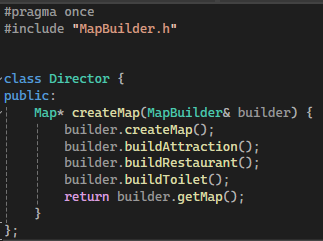 #pragma once
#include "MapBuilder.h"

class Director {
public:
    Map* createMap(MapBuilder& builder) {
        builder.createMap();
        builder.buildAttraction();
        builder.buildRestaurant();
        builder.buildToilet();
        return builder.getMap();
    }
};